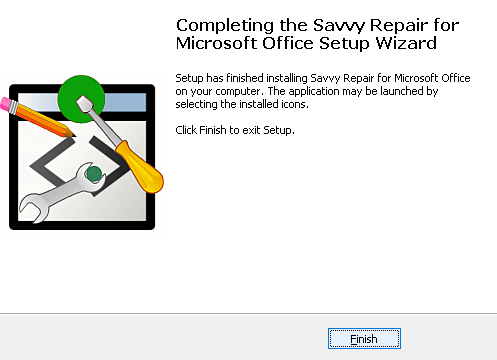 Completing the Savvy Repair for
Microsoft Office Setup Wizard
Setup has finished installing Savvy Repair for Microsoft Office
on your computer. The application may be launched by
selecting the installed icons.
Click Finish to exit Setup.
Finish